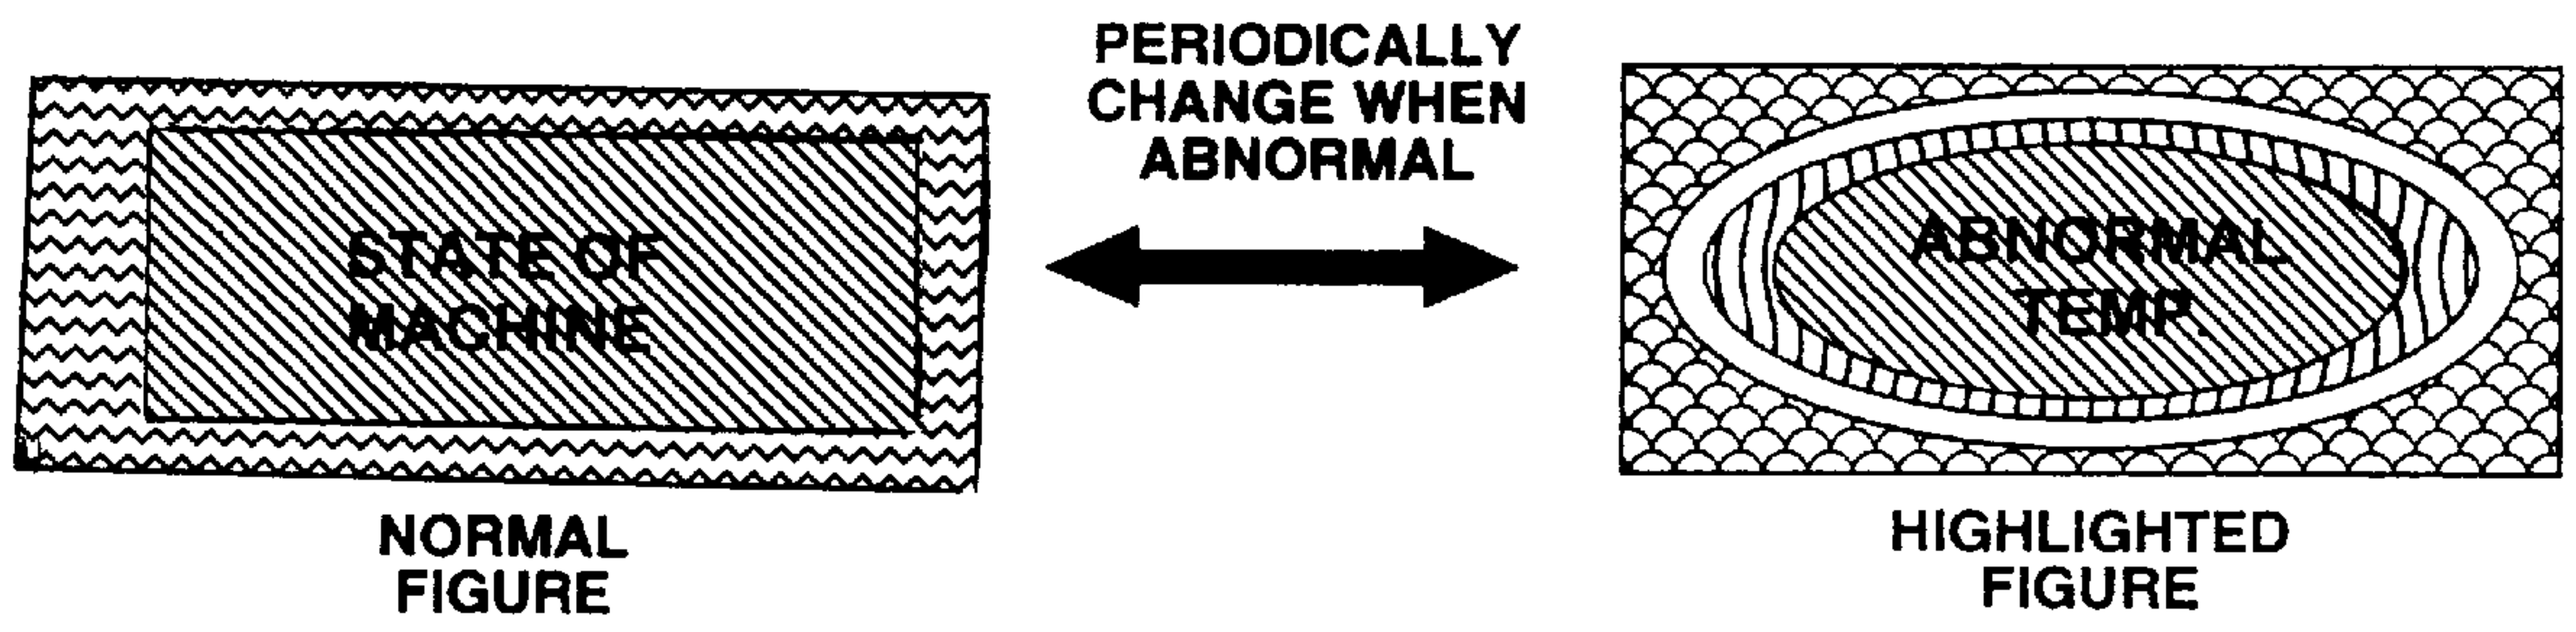 PERIODICALLY
CHANGE WHEN
ABNORMAL
STATE OF
MACHINE
ABNORMAL
TEMP.
NORMAL
FIGURE
HIGHLIGHTED
FIGURE